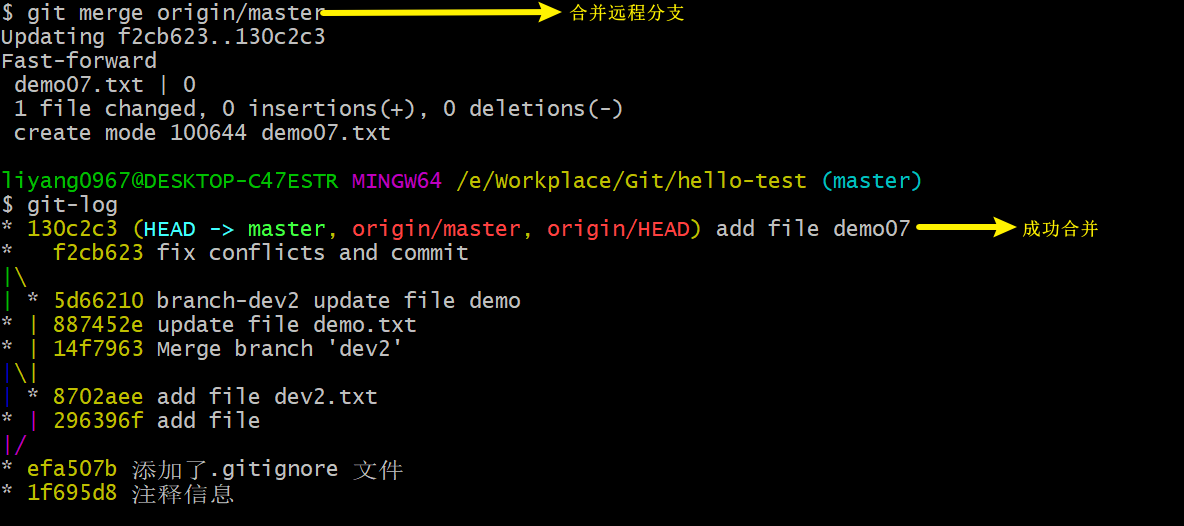 $ git merge origin/master 合并远程分支
Updating f2cb623..130c2c3
Fast-forward
 demo07.txt | 0
 1 file changed, 0 insertions(+), 0 deletions(-)
 create mode 100644 demo07.txt
liyang0967@DESKTOP-C47ESTR MINGW64 /e/Workplace/Git/hello-test (master)
$ git-log
* 130c2c3 (HEAD -> master, origin/master, origin/HEAD) add file demo07 成功合并
*   f2cb623 fix conflicts and commit
|\
| * 5d66210 branch-dev2 update file demo
* | 887452e update file demo.txt
* | 14f7963 Merge branch 'dev2'
|\|
| * 8702aee add file dev2.txt
* | 296396f add file
|/
* efa507b 添加了.gitignore 文件
* 1f695d8 注释信息